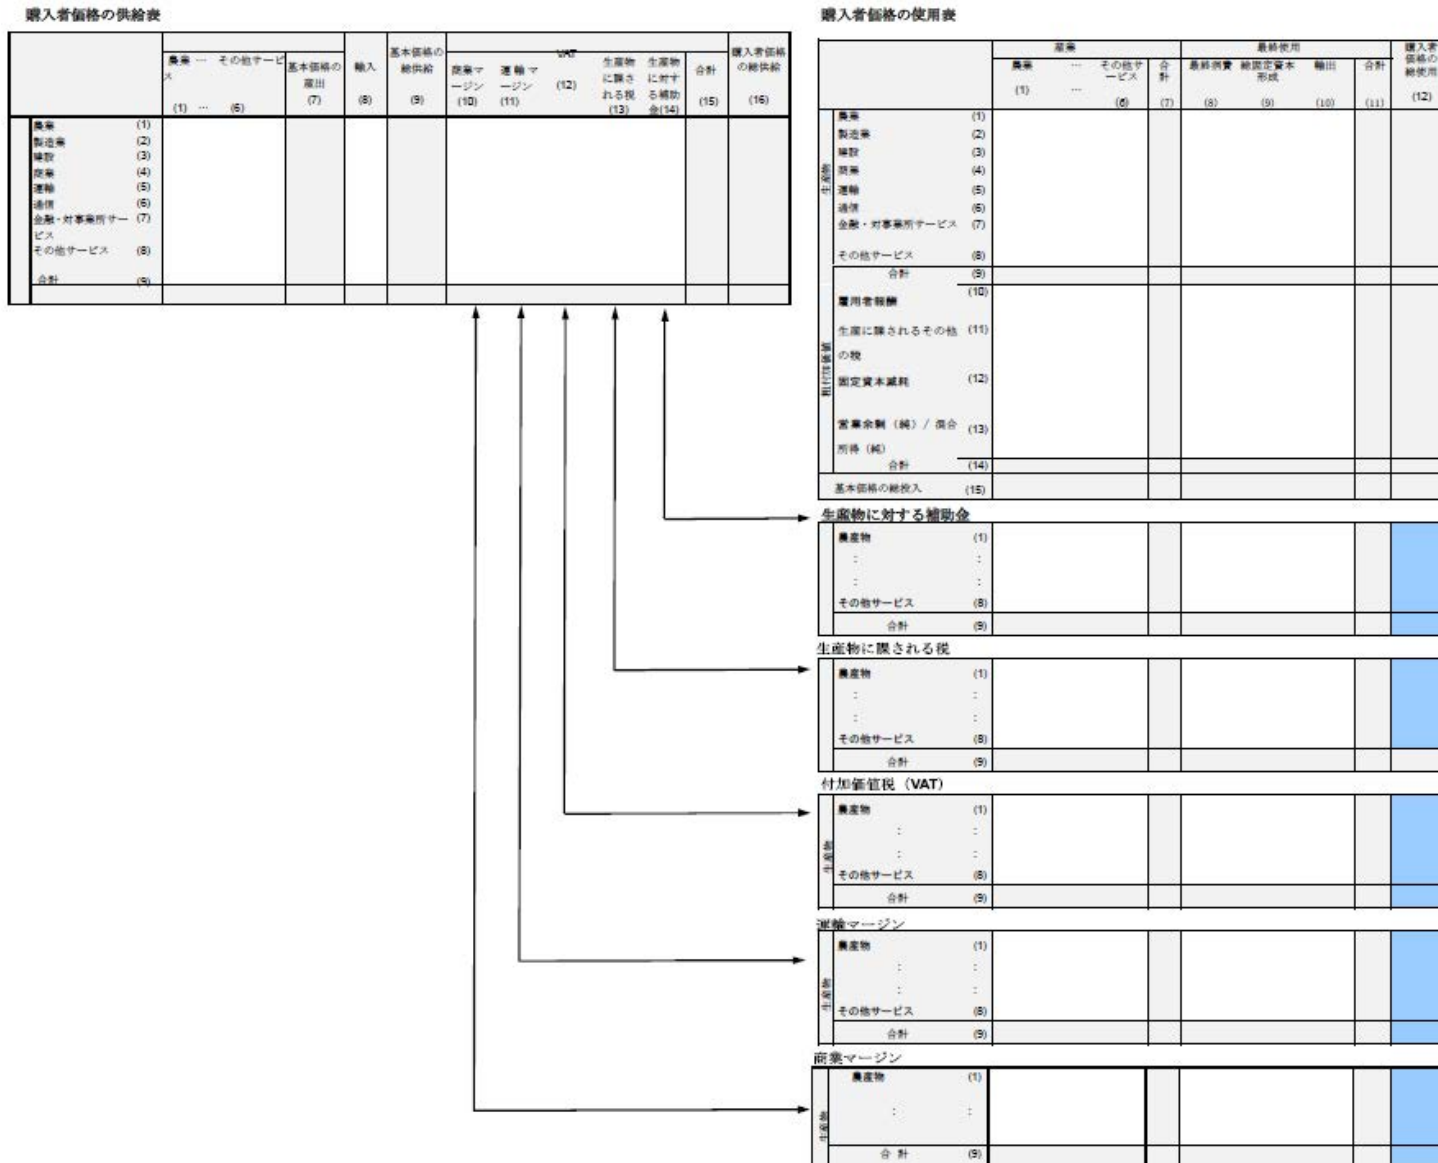 購入者価格の供給表
農業 … その他サービ
ス
(1) … (6)
基本価格の
産出
(7)
輸入
(8)
基本価格の
総供給
(9)
商業マ
ージン
(10)
運輸マ
ージン
(11)
VAT
(12)
生産物
に課さ
れる税
(13)
生産物
に対す
る補助
金(14)
合計
(15)
購入者価格
の総供給
(16)
農業 (1)
製造業 (2)
建設 (3)
商業 (4)
運輸 (5)
通信 (6)
金融・対事業所サー (7)
ビス
その他サービス (8)
合計 (9)
購入者価格の使用表
産業
農業 … その他サ
ービス
(1) … (6)
合
計
(7)
最終使用
最終消費
(8)
総固定資本
形成
(9)
輸出
(10)
合計
(11)
購入者
価格の
総使用
(12)
生産物
農業 (1)
製造業 (2)
建設 (3)
商業 (4)
運輸 (5)
通信 (6)
金融・対事業所サービス (7)
その他サービス (8)
合計 (9)
粗付加価値
雇用者報酬 (10)
生産に課されるその他 (11)
の税
固定資本減耗 (12)
営業余剰（純）/ 混合 (13)
所得（純）
合計 (14)
基本価格の総投入 (15)
生産物に対する補助金
農産物 (1)
: :
: :
その他サービス (8)
合計 (9)
生産物に課される税
農産物 (1)
: :
: :
その他サービス (8)
合計 (9)
付加価値税（VAT）
生産物
農産物 (1)
: :
: :
その他サービス (8)
合計 (9)
運輸マージン
生産物
農産物 (1)
: :
: :
その他サービス (8)
合計 (9)
商業マージン
生産物
農産物 (1)
: :
合 計 (9)